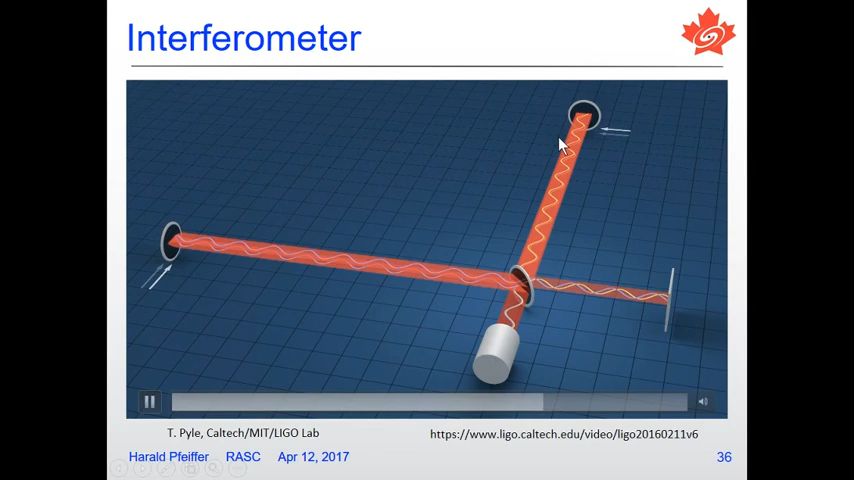 Interferometer
T. Pyle, Caltech/MIT/LIGO Lab
https://www.ligo.caltech.edu/video/ligo20160211v6
Harald Pfeiffer RASC Apr 12, 2017 36